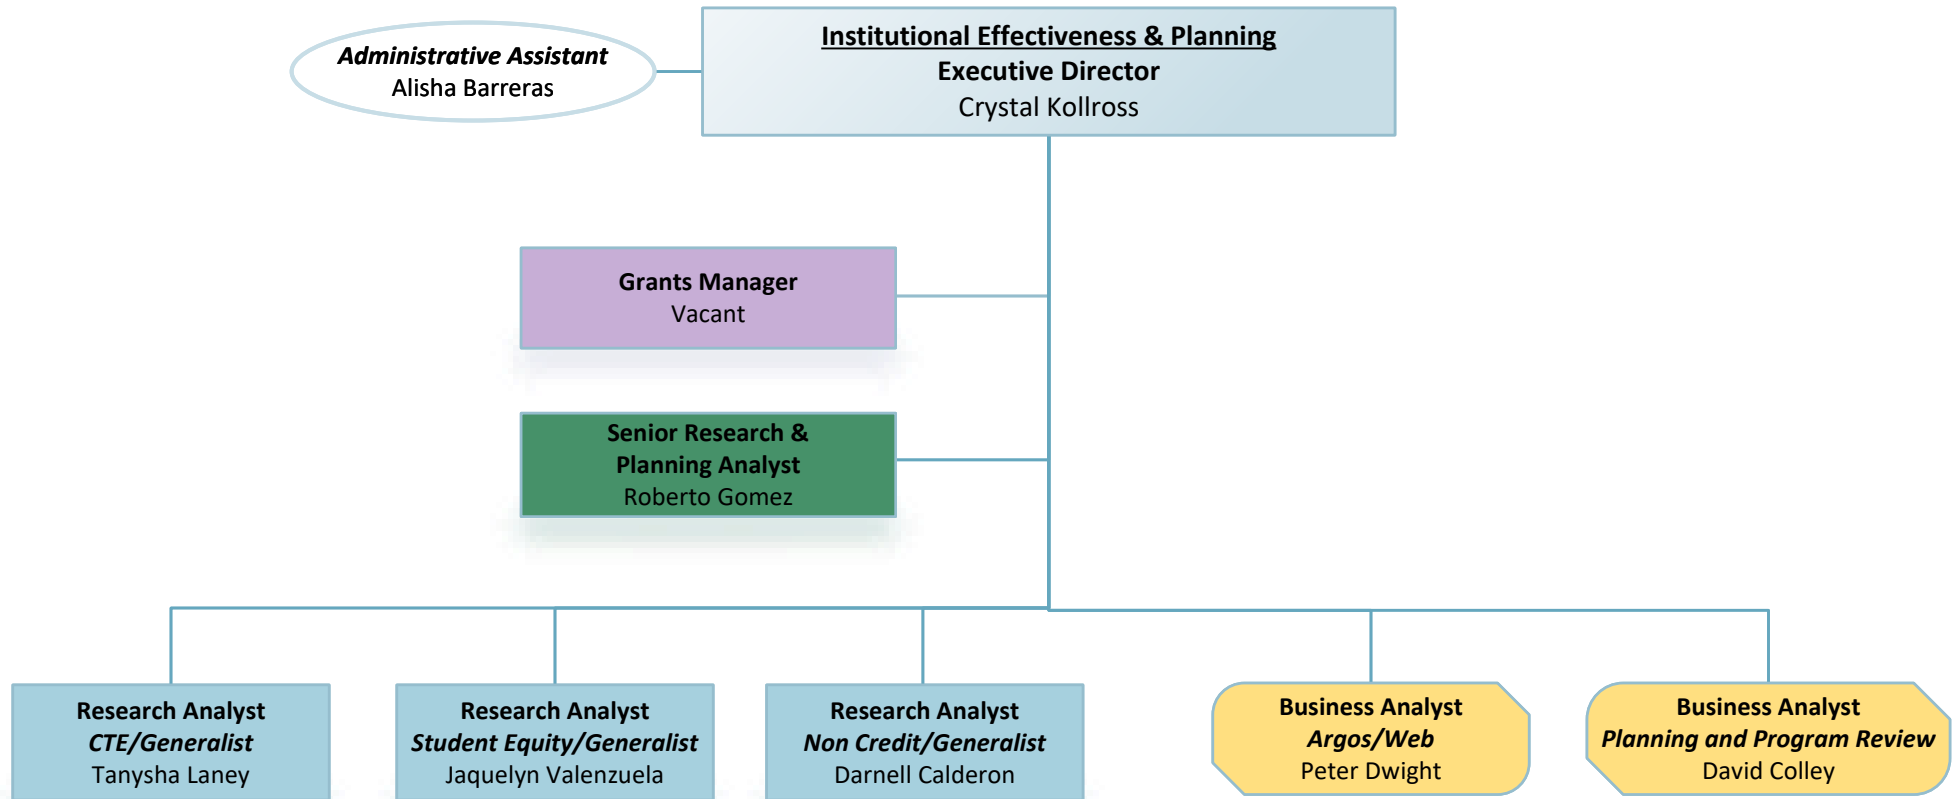 Administrative Assistant
Alisha Barreras
Institutional Effectiveness & Planning
Executive Director
Crystal Kollross
Grants Manager
Vacant
Senior Research &
Planning Analyst
Roberto Gomez
Research Analyst
CTE/Generalist
Tanysha Laney
Research Analyst
Student Equity/Generalist
Jaquelyn Valenzuela
Research Analyst
Non Credit/Generalist
Darnell Calderon
Business Analyst
Argos/Web
Peter Dwight
Business Analyst
Planning and Program Review
David Colley